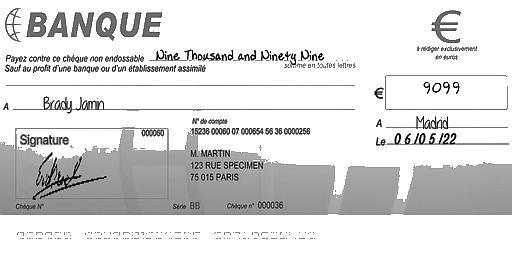 BANQUE
€
à rédiger exclusivement
en euros
Payez contre ce chèque non endossable Nine Thousand and Ninety Nine
somme en toutes lettres
Sauf au profit d'une banque ou d'un établissement assimilé
€ 9099
A Brady Jamin
A Madrid
Le 06/05/22
Signature
000060
N° de compte
15236 00060 07 000654 56 36 0000256
M. MARTIN
123 RUE SPECIMEN
75 015 PARIS
Chèque N°
Série BB
Chèque n° 000036